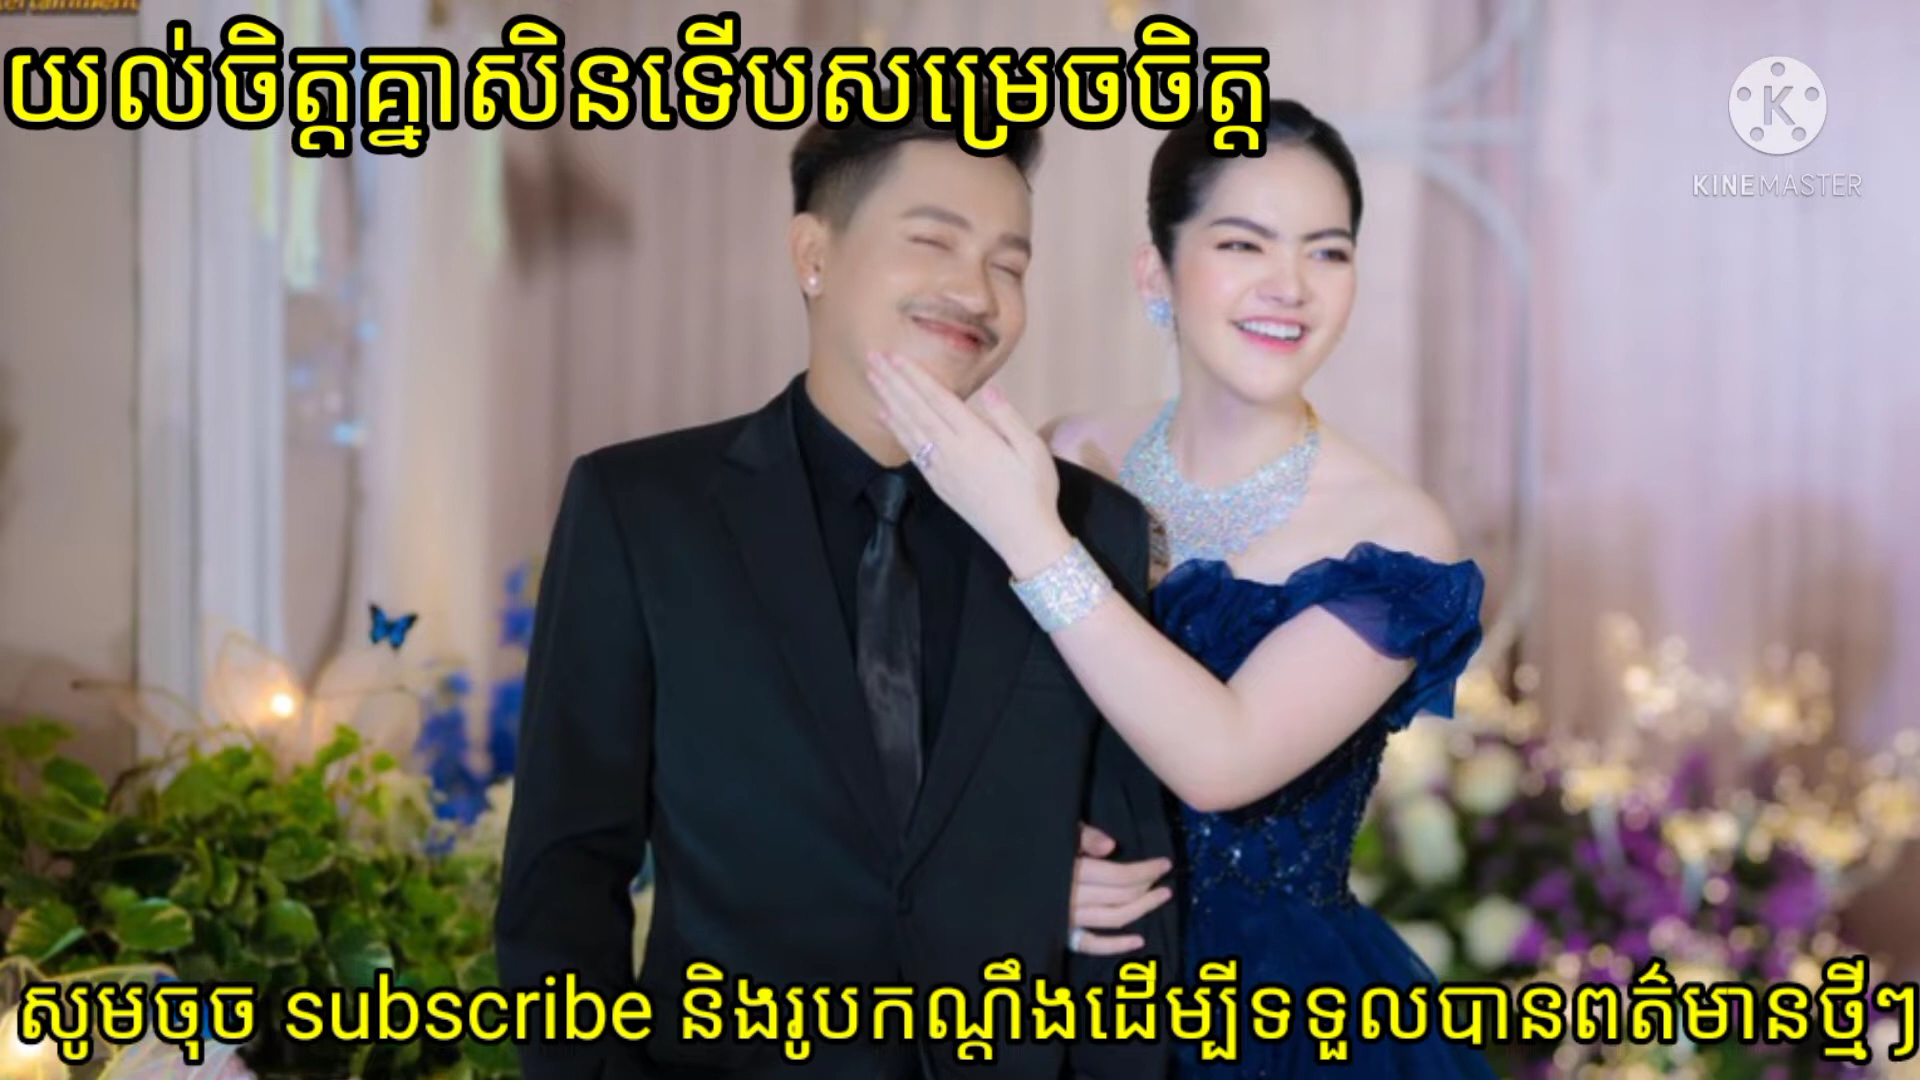 យល់ចិត្តគ្នាសិនទើបសម្រេចចិត្ត
KINEMASTER
សូមចុច subscribe និងរូបកណ្តឹងដើម្បីទទួលបានពត៌មានថ្មីៗ